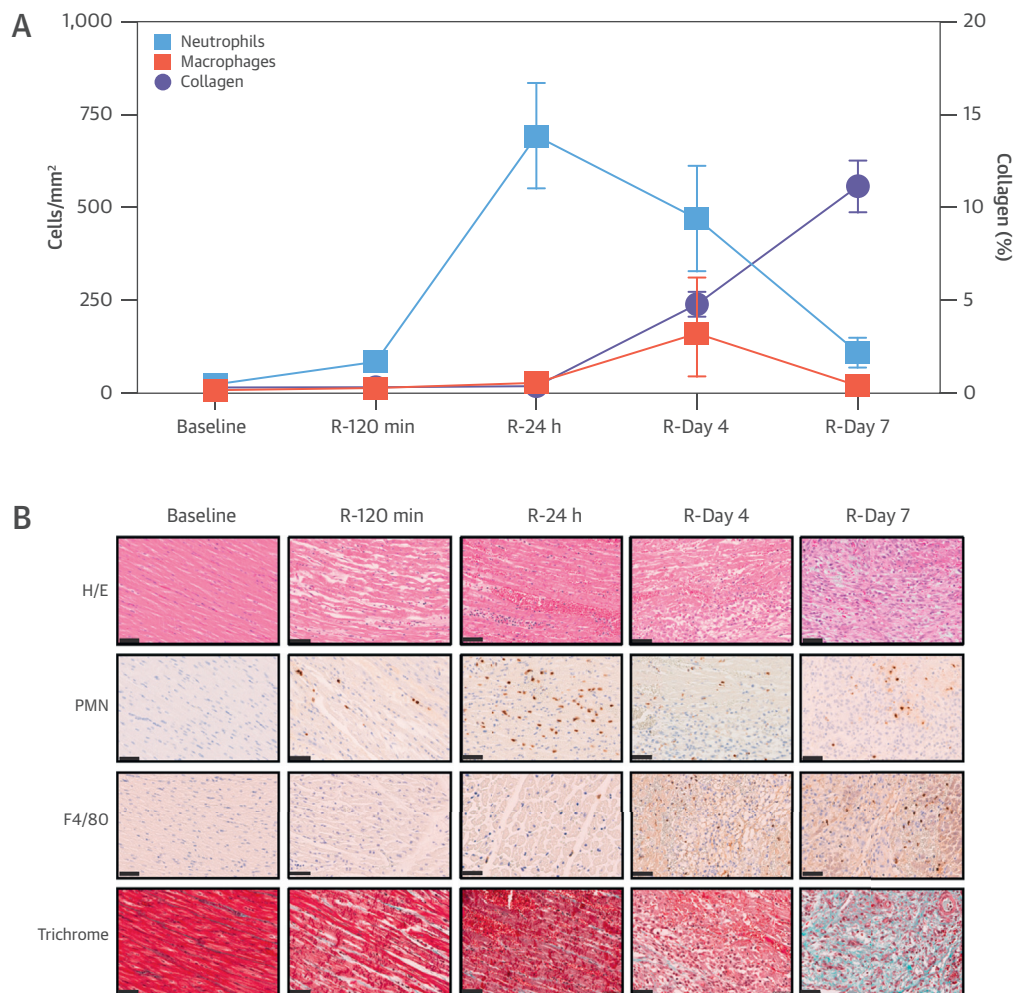 A
1,000
20
Neutrophils
Macrophages
Collagen
750
15
Cells/mm²
500
10
Collagen (%)
250
5
0
0
Baseline
R-120 min
R-24 h
R-Day 4
R-Day 7
B
Baseline
R-120 min
R-24 h
R-Day 4
R-Day 7
H/E
PMN
F4/80
Trichrome